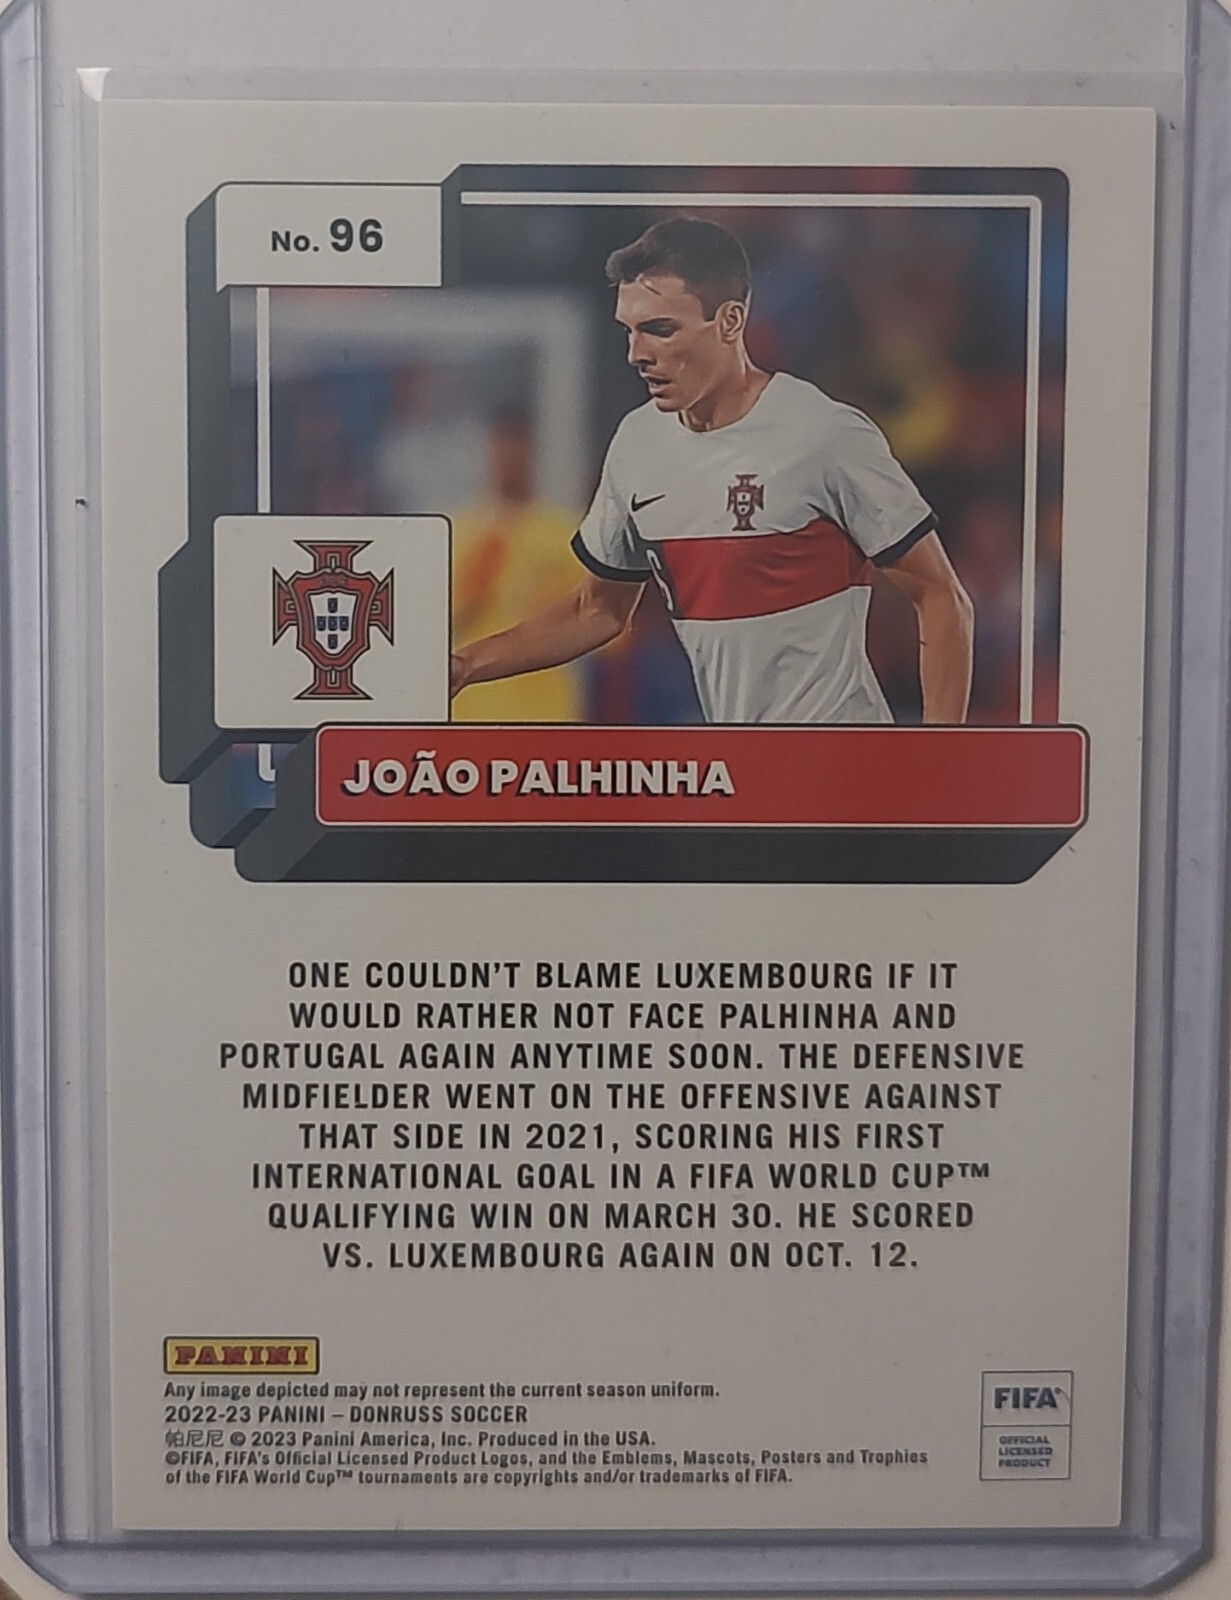 No. 96
JOÃO PALHINHA
ONE COULDN'T BLAME LUXEMBOURG IF IT
WOULD RATHER NOT FACE PALHINHA AND
PORTUGAL AGAIN ANYTIME SOON. THE DEFENSIVE
MIDFIELDER WENT ON THE OFFENSIVE AGAINST
THAT SIDE IN 2021, SCORING HIS FIRST
INTERNATIONAL GOAL IN A FIFA WORLD CUP™
QUALIFYING WIN ON MARCH 30. HE SCORED
VS. LUXEMBOURG AGAIN ON OCT. 12.
PANINI
Any image depicted may not represent the current season uniform.
2022-23 PANINI – DONRUSS SOCCER
帕尼尼 © 2023 Panini America, Inc. Produced in the USA.
©FIFA, FIFA's Official Licensed Product Logos, and the Emblems, Mascots, Posters and Trophies
of the FIFA World Cup™ tournaments are copyrights and/or trademarks of FIFA.
FIFA®
OFFICIAL
LICENSED
PRODUCT